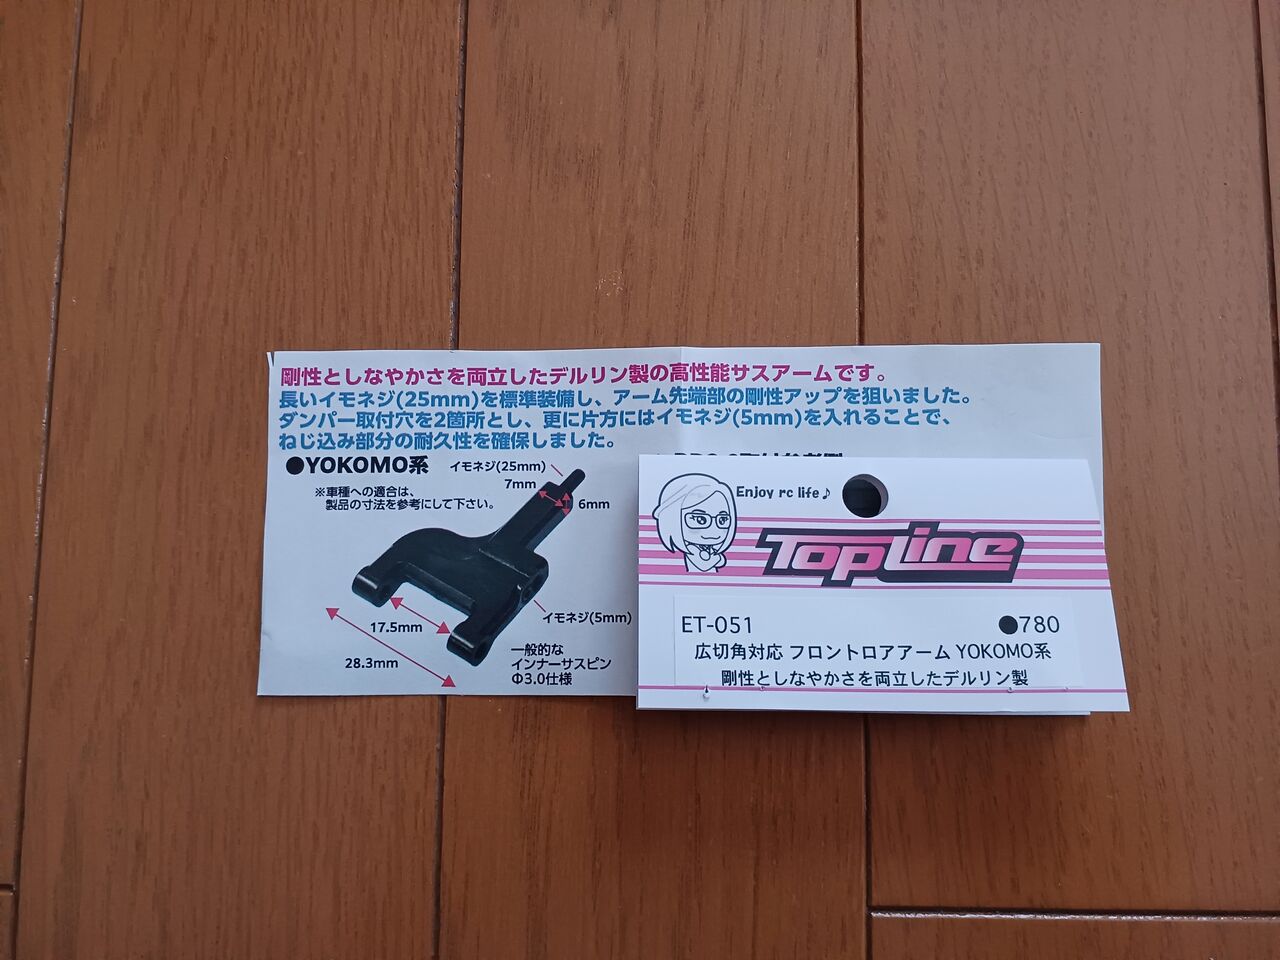 剛性としなやかさを両立したデルリン製の高性能サスアームです。
長いイモネジ(25mm)を標準装備し、アーム先端部の剛性アップを狙いました。
ダンパー取付穴を2箇所とし、更に片方にはイモネジ(5mm)を入れることで、
ねじ込み部分の耐久性を確保しました。
●YOKOMO系
イモネジ(25mm)
7mm
6mm
※車種への適合は、
製品の寸法を参考にして下さい。
イモネジ(5mm)
17.5mm
28.3mm
一般的な
インナーサスピン
Φ3.0仕様
Enjoy rc life♪
TopLine
ET-051 ●780
広切角対応 フロントロアアーム YOKOMO系
剛性としなやかさを両立したデルリン製